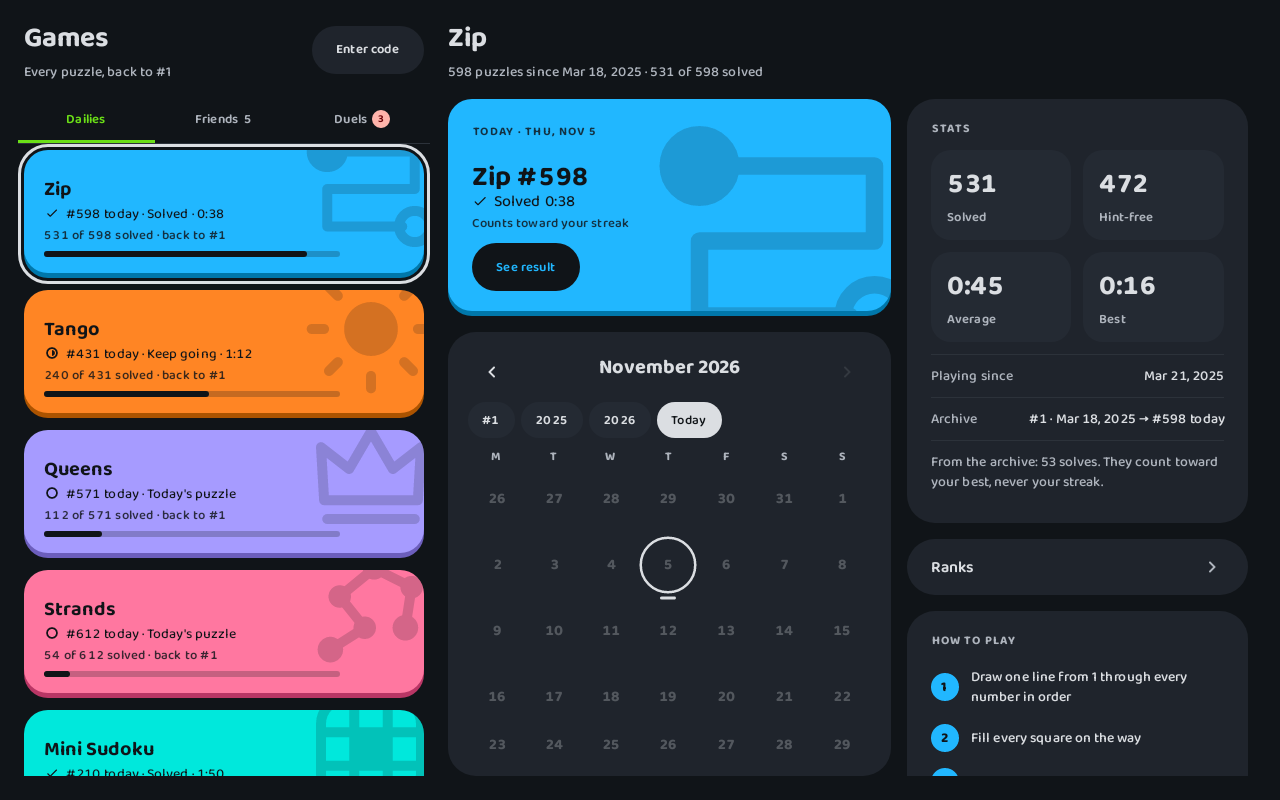 Games
Every puzzle, back to #1
Enter code
Dailies
Friends 5
Duels 3
Zip
#598 today · Solved · 0:38
531 of 598 solved · back to #1
Tango
#431 today · Keep going · 1:12
240 of 431 solved · back to #1
Queens
#571 today · Today's puzzle
112 of 571 solved · back to #1
Strands
#612 today · Today's puzzle
54 of 612 solved · back to #1
Mini Sudoku
#210 today · Solved · 1:50
Zip
598 puzzles since Mar 18, 2025 · 531 of 598 solved
TODAY · THU, NOV 5
Zip #598
Solved 0:38
Counts toward your streak
See result
November 2026
#1 2025 2026 Today
M T W T F S S
26 27 28 29 30 31 1
2 3 4 5 6 7 8
9 10 11 12 13 14 15
16 17 18 19 20 21 22
23 24 25 26 27 28 29
STATS
531
Solved
472
Hint-free
0:45
Average
0:16
Best
Playing since Mar 21, 2025
Archive #1 · Mar 18, 2025 → #598 today
From the archive: 53 solves. They count toward
your best, never your streak.
Ranks
HOW TO PLAY
1 Draw one line from 1 through every
number in order
2 Fill every square on the way